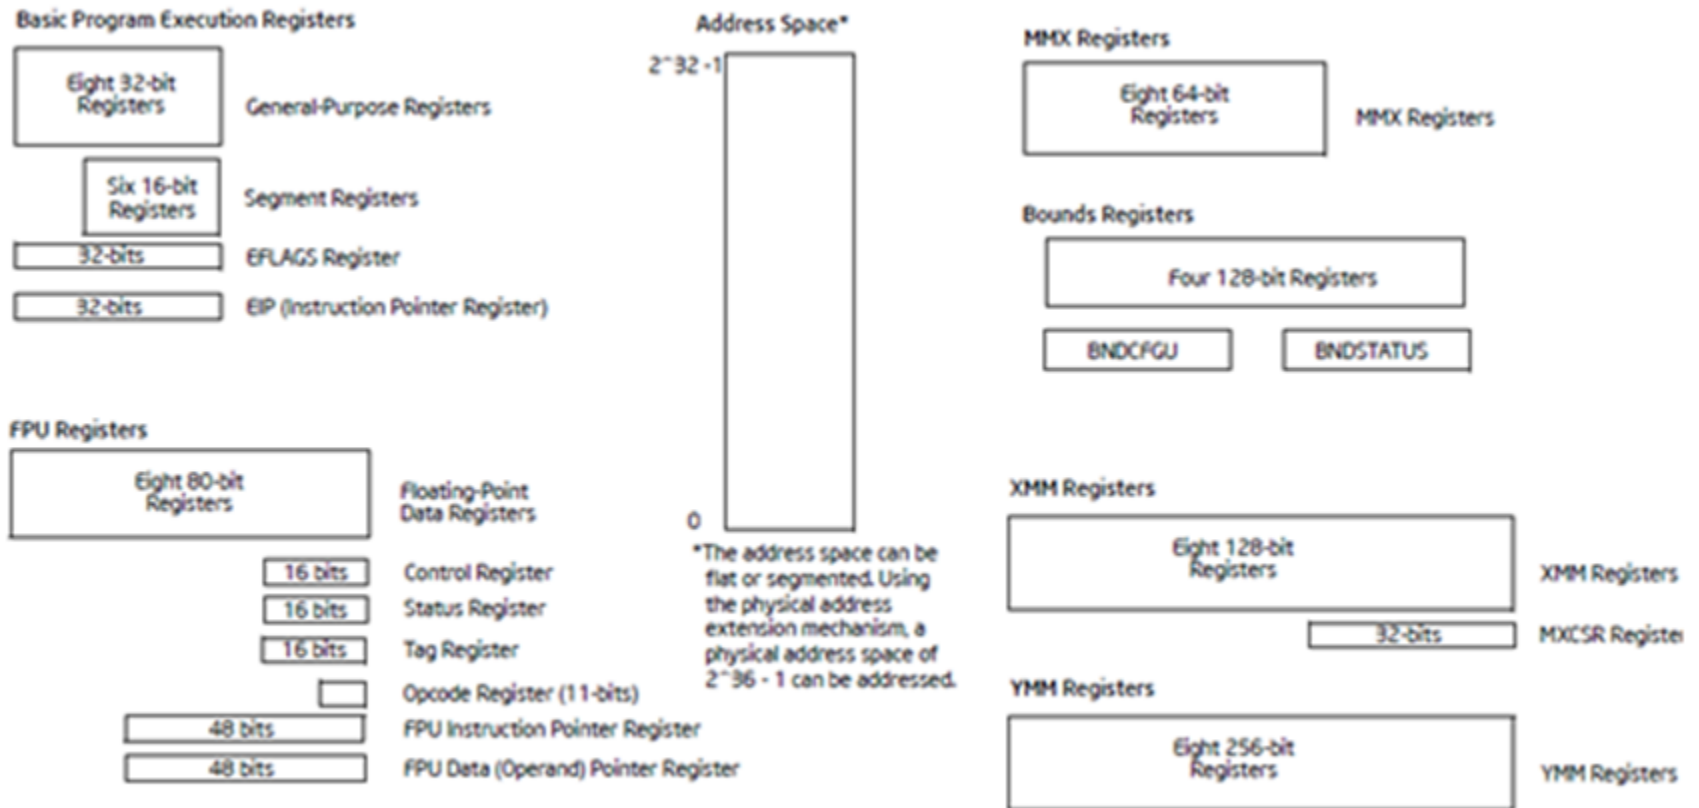 Basic Program Execution Registers
Eight 32-bit
Registers
General-Purpose Registers
Six 16-bit
Registers
Segment Registers
32-bits
EFLAGS Register
32-bits
EIP (Instruction Pointer Register)
FPU Registers
Eight 80-bit
Registers
Floating-Point
Data Registers
16 bits
Control Register
16 bits
Status Register
16 bits
Tag Register
Opcode Register (11-bits)
48 bits
FPU Instruction Pointer Register
48 bits
FPU Data (Operand) Pointer Register
Address Space*
2^32 -1
0
*The address space can be
flat or segmented. Using
the physical address
extension mechanism, a
physical address space of
2^36 - 1 can be addressed.
MMX Registers
Eight 64-bit
Registers
MMX Registers
Bounds Registers
Four 128-bit Registers
BNDCFGU
BNDSTATUS
XMM Registers
Eight 128-bit
Registers
XMM Registers
32-bits
MXCSR Register
YMM Registers
Eight 256-bit
Registers
YMM Registers